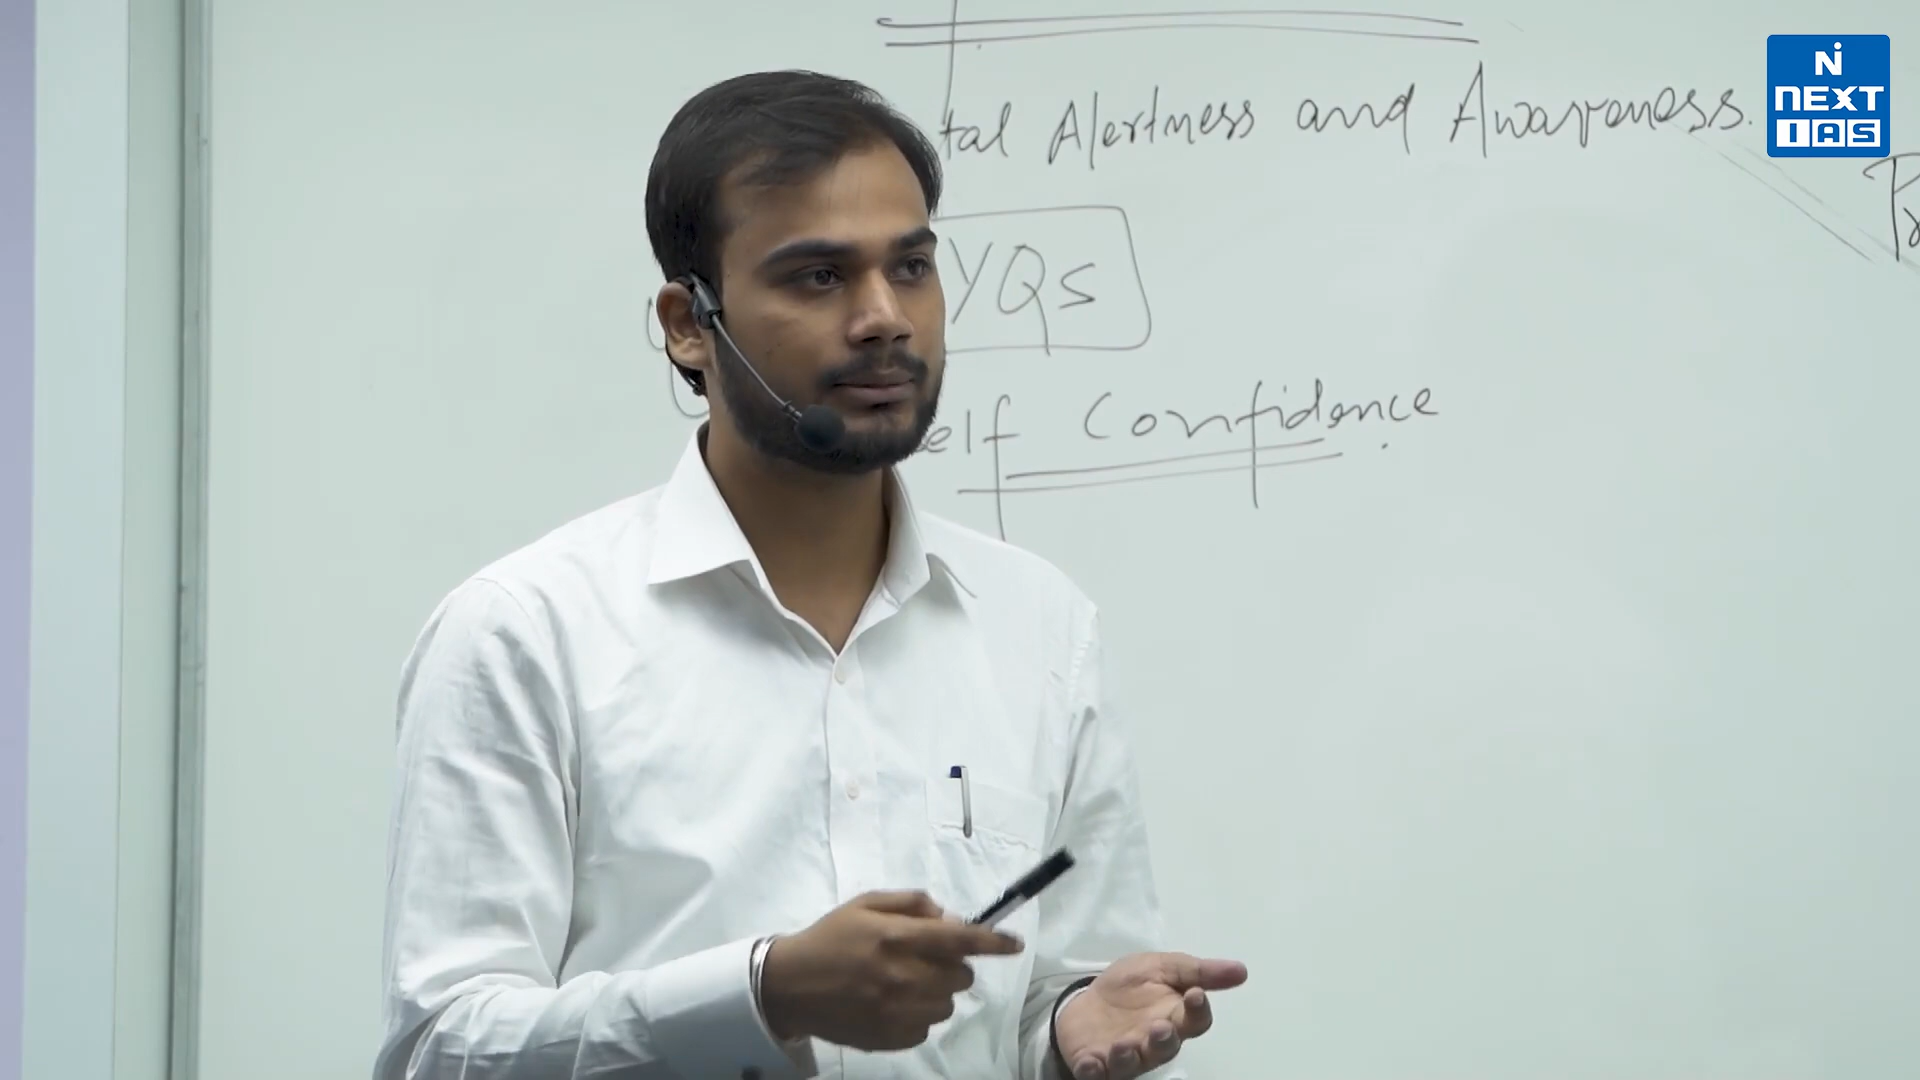 tal Alertness and Awareness.
YQs
elf Confidence
N
NEXT
IAS